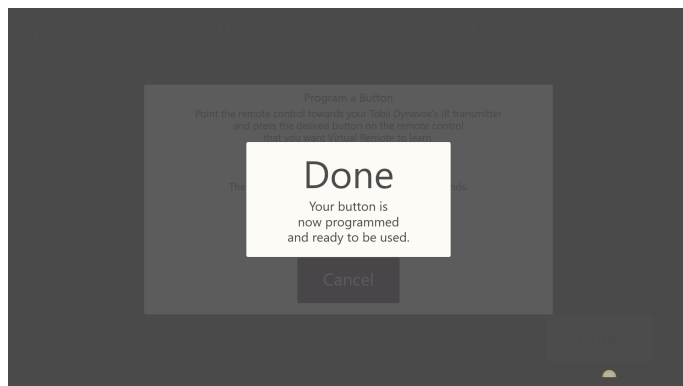 Program a Button
Point the remote control towards your Tobii Dynavox's IR transmitter
and press the desired button on the remote control
that you want Virtual Remote to learn.
The
nds
Done
Your button is
now programmed
and ready to be used.
Cancel